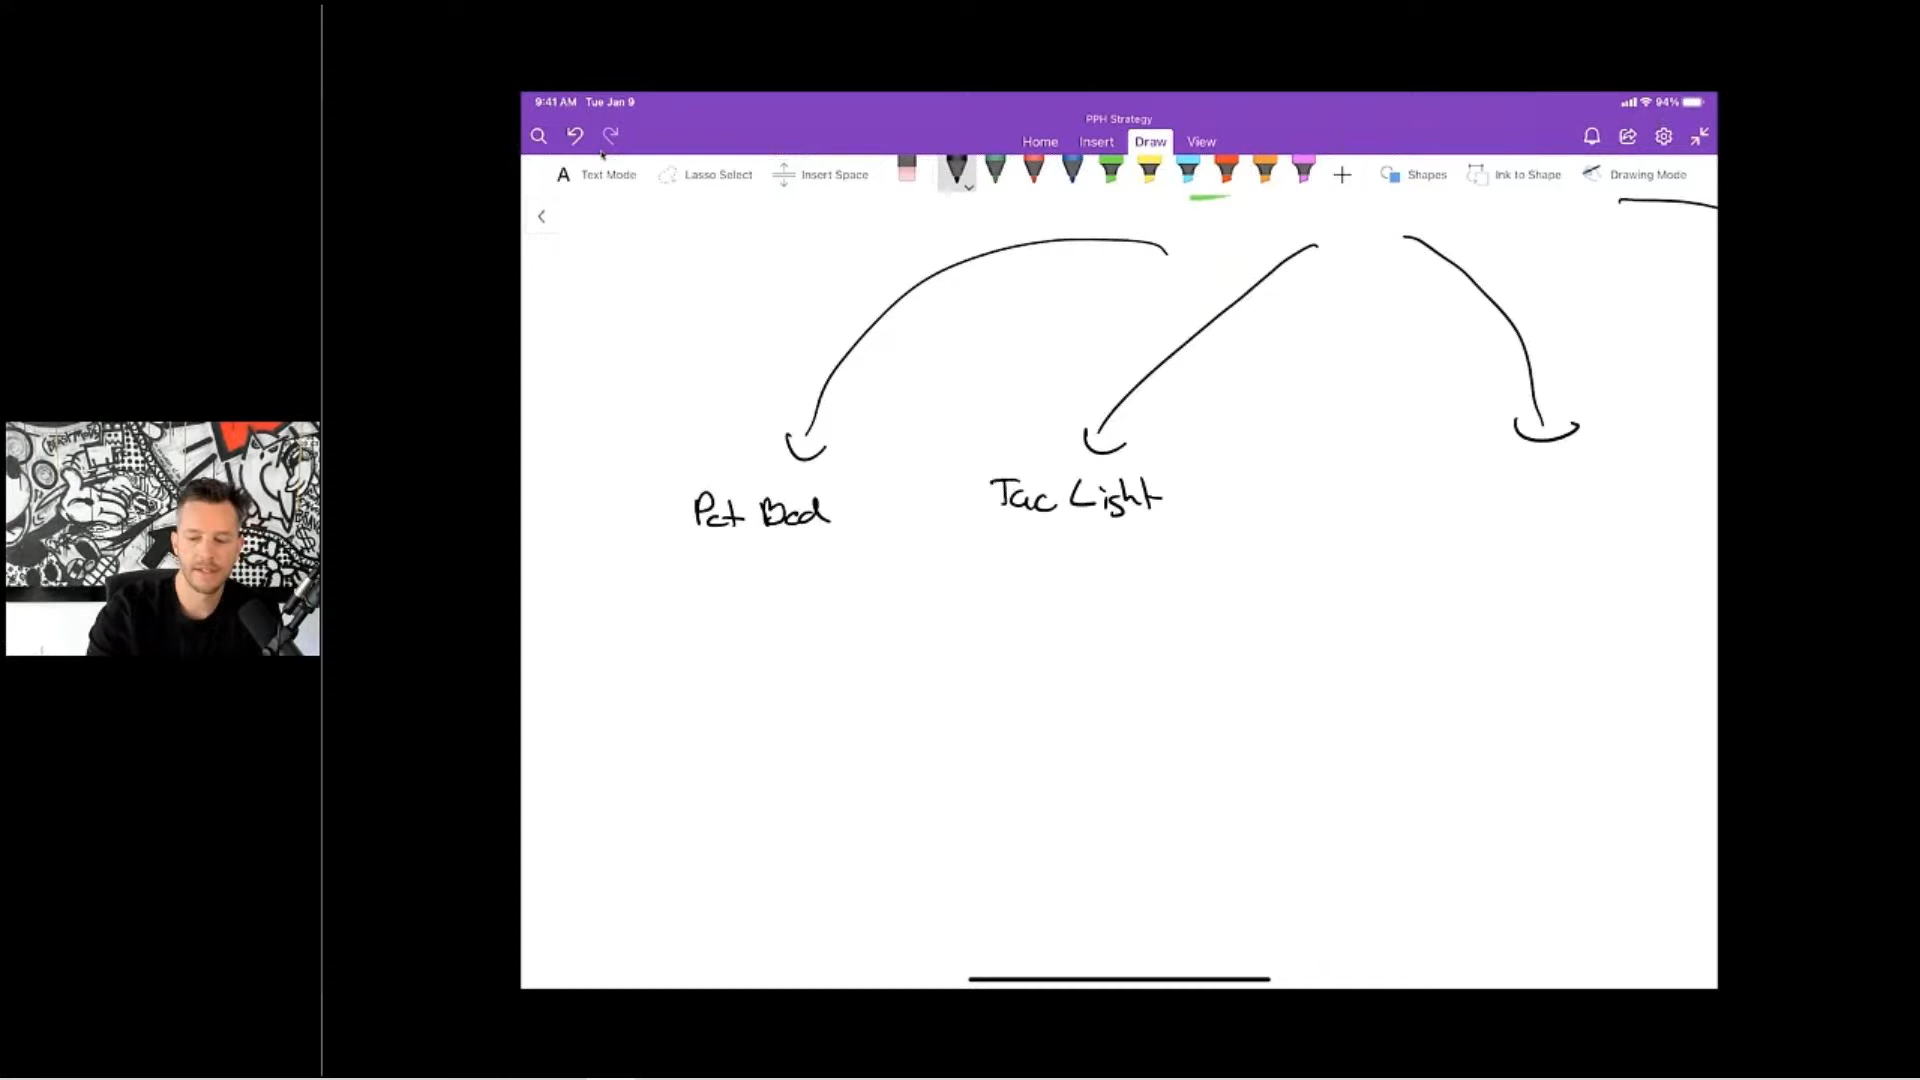 9:41 AM Tue Jan 9
94%
PPH Strategy
Home Insert Draw View
A Text Mode Lasso Select Insert Space Shapes Ink to Shape Drawing Mode
Pet Bed
Tac Light